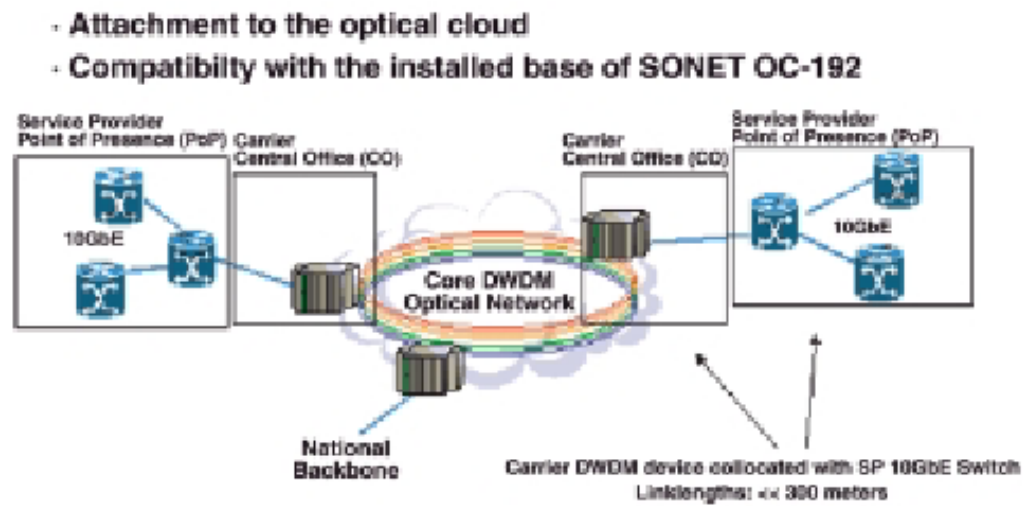 - Attachment to the optical cloud
- Compatibilty with the installed base of SONET OC-192
Service Provider
Point of Presence (PoP)
Carrier
Central Office (CO)
10GbE
Carrier
Central Office (CO)
Service Provider
Point of Presence (PoP)
10GbE
Core DWDM
Optical Network
National
Backbone
Carrier DWDM device collocated with SP 10GbE Switch
Linklengths: << 300 meters